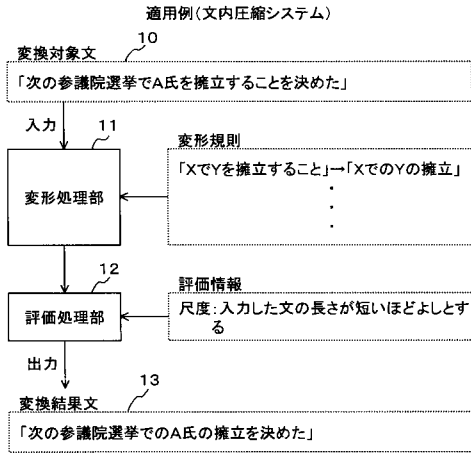 適用例(文内圧縮システム)
10
変換対象文
「次の参議院選挙でA氏を擁立することを決めた」
入力
11
変形規則
変形処理部
「XでYを擁立すること」→「XでのYの擁立」
・
・
・
12
評価情報
評価処理部
尺度:入力した文の長さが短いほどよしとす
る
出力
13
変換結果文
「次の参議院選挙でのA氏の擁立を決めた」